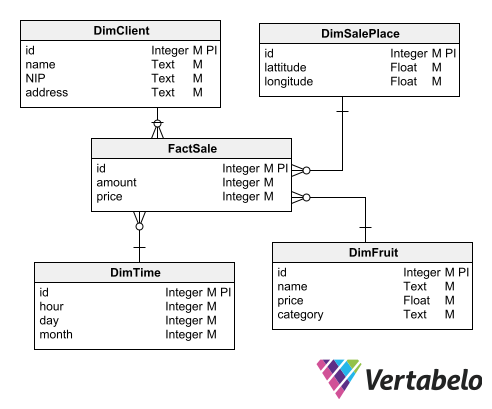 DimClient
id Integer M PI
name Text M
NIP Text M
address Text M
DimSalePlace
id Integer M PI
lattitude Float M
longitude Float M
FactSale
id Integer M PI
amount Integer M
price Integer M
DimTime
id Integer M PI
hour Integer M
day Integer M
month Integer M
DimFruit
id Integer M PI
name Text M
price Float M
category Text M
Vertabelo